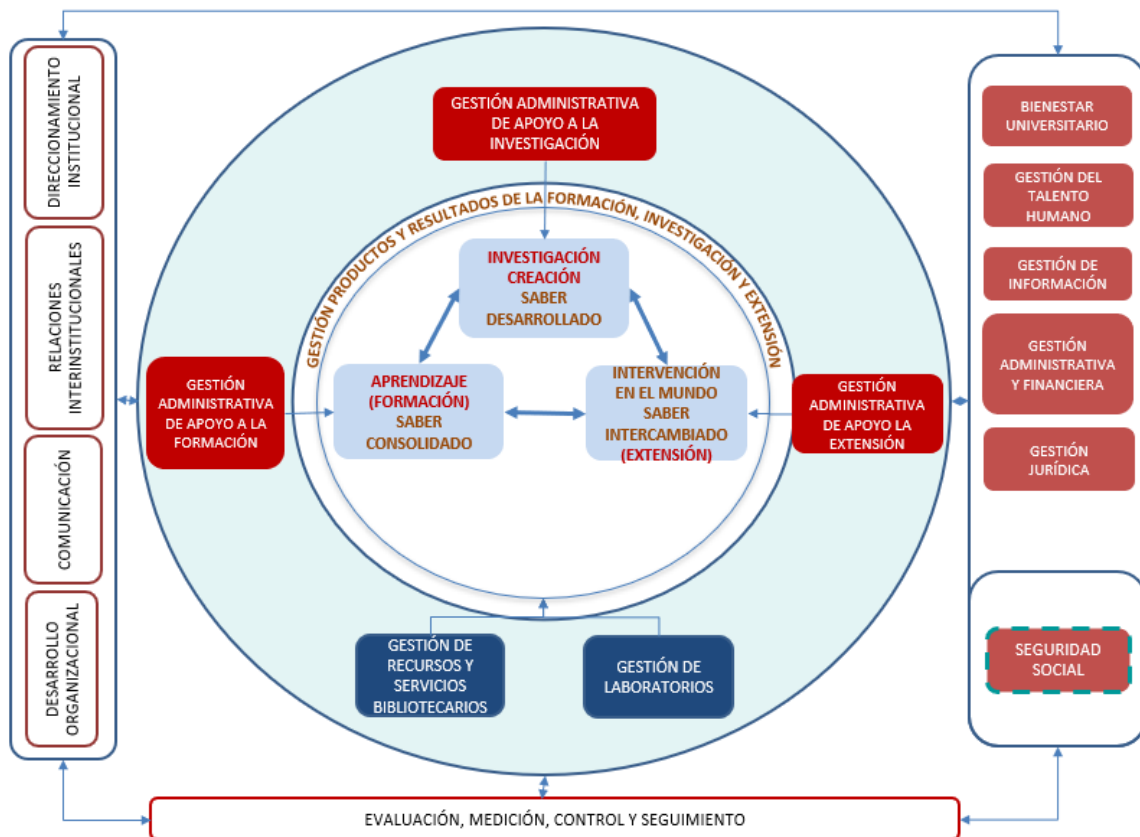 DIRECCIONAMIENTO
INSTITUCIONAL
RELACIONES
INTERINSTITUCIONALES
COMUNICACIÓN
DESARROLLO
ORGANIZACIONAL
GESTIÓN ADMINISTRATIVA
DE APOYO A LA
INVESTIGACIÓN
GESTIÓN PRODUCTOS Y RESULTADOS DE LA FORMACIÓN, INVESTIGACIÓN Y EXTENSIÓN
INVESTIGACIÓN
CREACIÓN
SABER
DESARROLLADO
GESTIÓN
ADMINISTRATIVA
DE APOYO A LA
FORMACIÓN
APRENDIZAJE
(FORMACIÓN)
SABER
CONSOLIDADO
INTERVENCIÓN
EN EL MUNDO
SABER
INTERCAMBIADO
(EXTENSIÓN)
GESTIÓN
ADMINISTRATIVA
DE APOYO LA
EXTENSIÓN
GESTIÓN DE
RECURSOS Y
SERVICIOS
BIBLIOTECARIOS
GESTIÓN DE
LABORATORIOS
BIENESTAR
UNIVERSITARIO
GESTIÓN DEL
TALENTO
HUMANO
GESTIÓN DE
INFORMACIÓN
GESTIÓN
ADMINISTRATIVA
Y FINANCIERA
GESTIÓN
JURÍDICA
SEGURIDAD
SOCIAL
EVALUACIÓN, MEDICIÓN, CONTROL Y SEGUIMIENTO